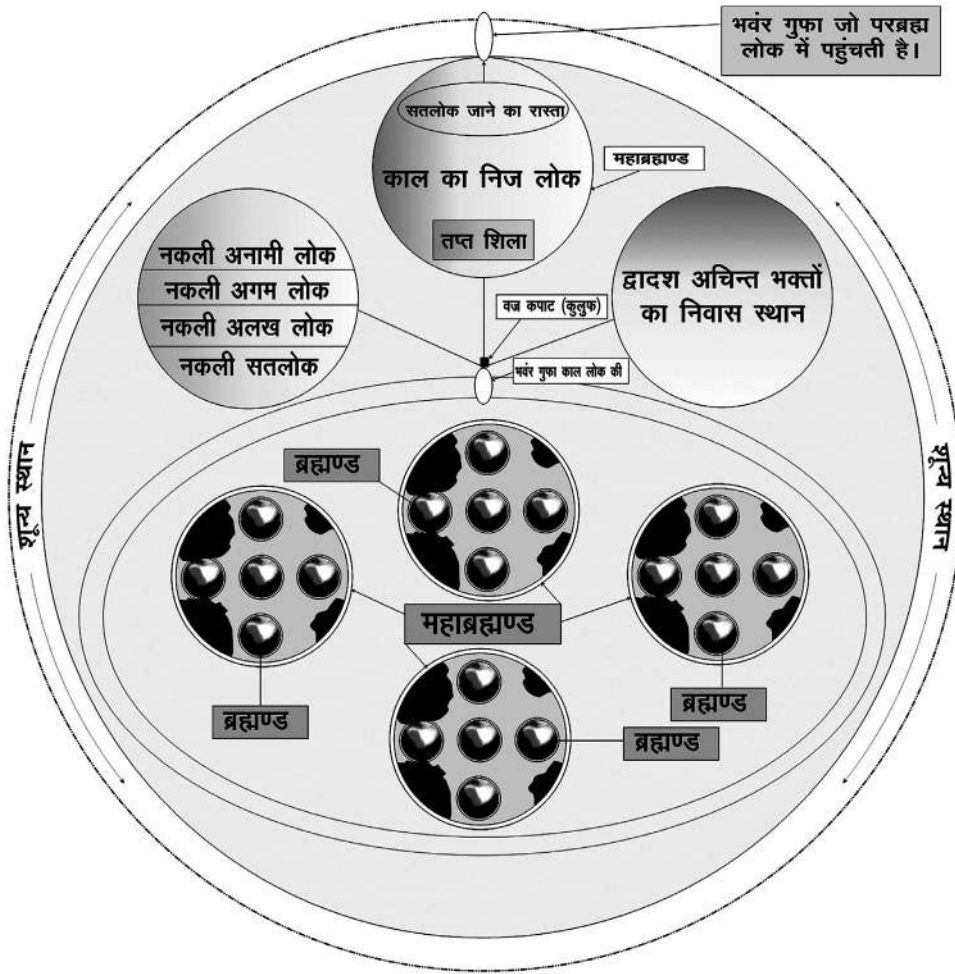 भवंर गुफा जो परब्रह्म
लोक में पहुंचती है।
सतलोक जाने का रास्ता
काल का निज लोक
महाब्रह्मण्ड
तप्त शिला
नकली अनामी लोक
नकली अगम लोक
नकली अलख लोक
नकली सतलोक
द्वादश अचिन्त भक्तों
का निवास स्थान
वज्र कपाट (कुलुफ)
भवंर गुफा काल लोक की
शून्य स्थान
शून्य स्थान
ब्रह्मण्ड
महाब्रह्मण्ड
ब्रह्मण्ड
ब्रह्मण्ड
ब्रह्मण्ड